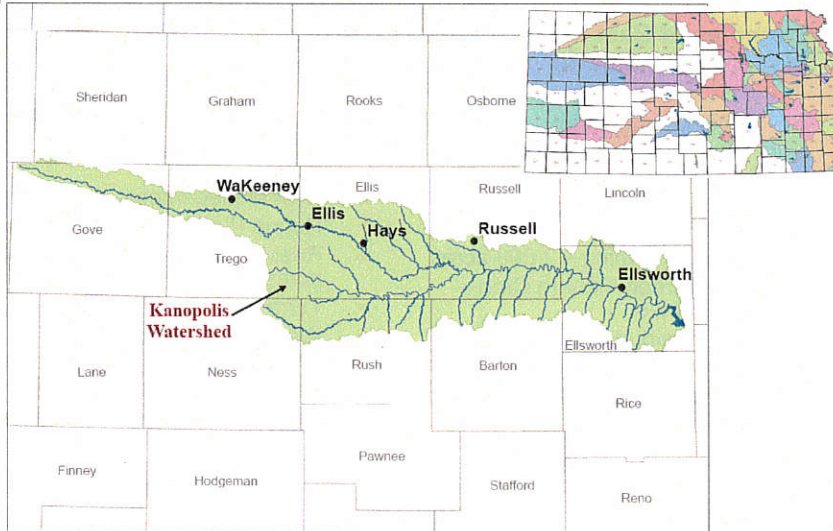 Sheridan
Graham
Rooks
Osborne
WaKeeney
Ellis
Russell
Lincoln
Gove
Ellis
Hays
Russell
Trego
Ellsworth
Kanopolis
Watershed
Ellsworth
Lane
Ness
Rush
Barton
Rice
Finney
Hodgeman
Pawnee
Stafford
Reno